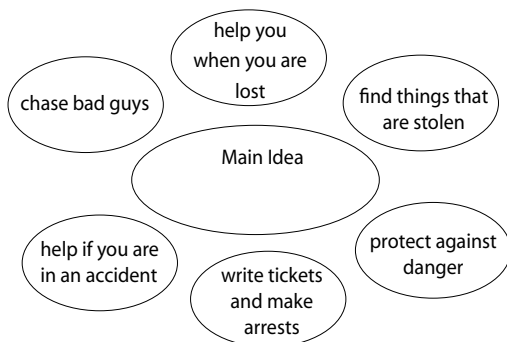 help you
when you are
lost
chase bad guys
find things that
are stolen
Main Idea
help if you are
in an accident
protect against
danger
write tickets
and make
arrests